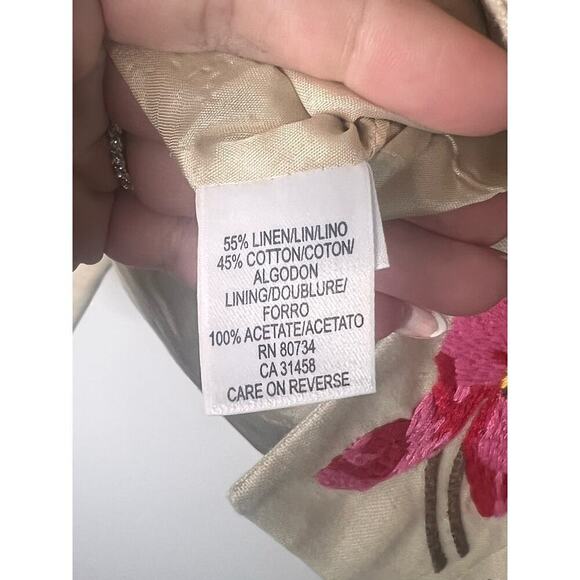 55% LINEN/LIN/LINO
45% COTTON/COTON/
ALGODON
LINING/DOUBLURE/
FORRO
100% ACETATE/ACETATO
RN 80734
CA 31458
CARE ON REVERSE